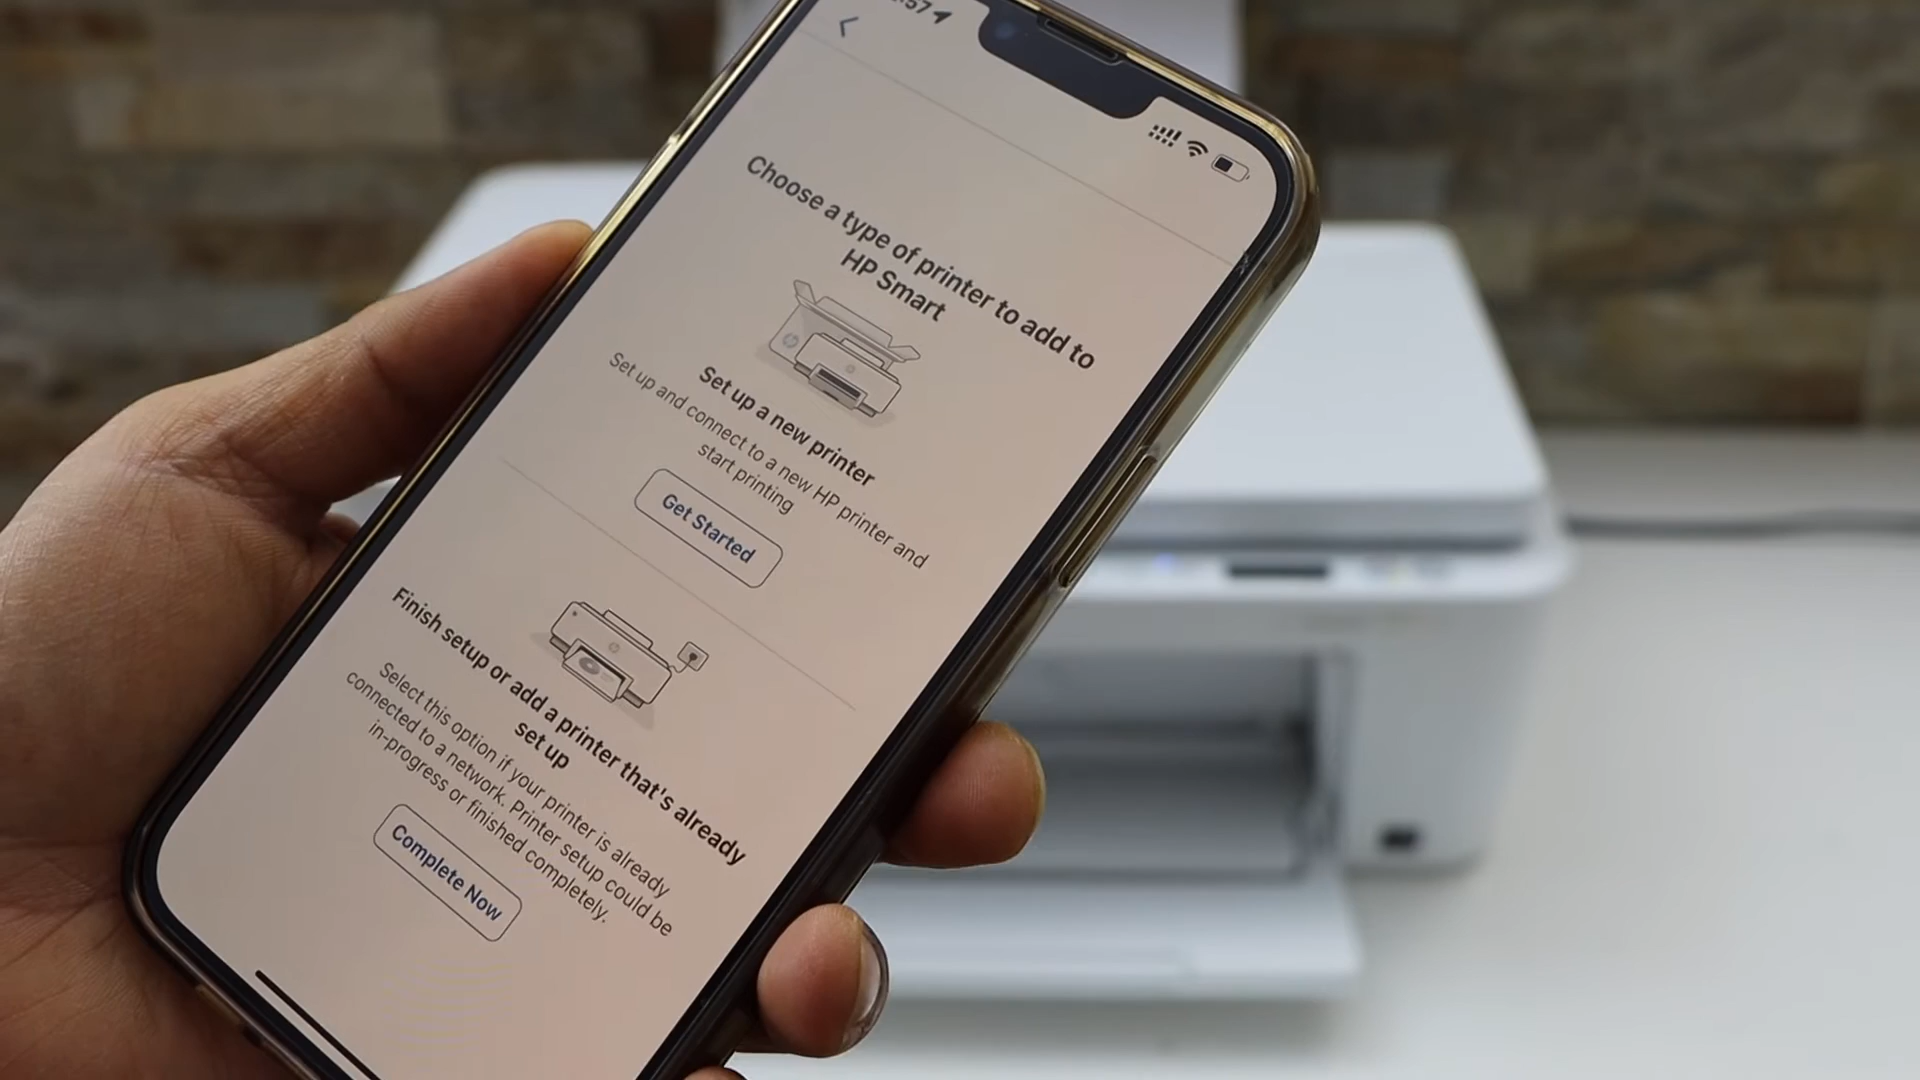 Choose a type of printer to add to
HP Smart
Set up a new printer
Set up and connect to a new HP printer and
start printing
Get Started
Finish setup or add a printer that's already
set up
Select this option if your printer is already
connected to a network. Printer setup could be
in-progress or finished completely.
Complete Now